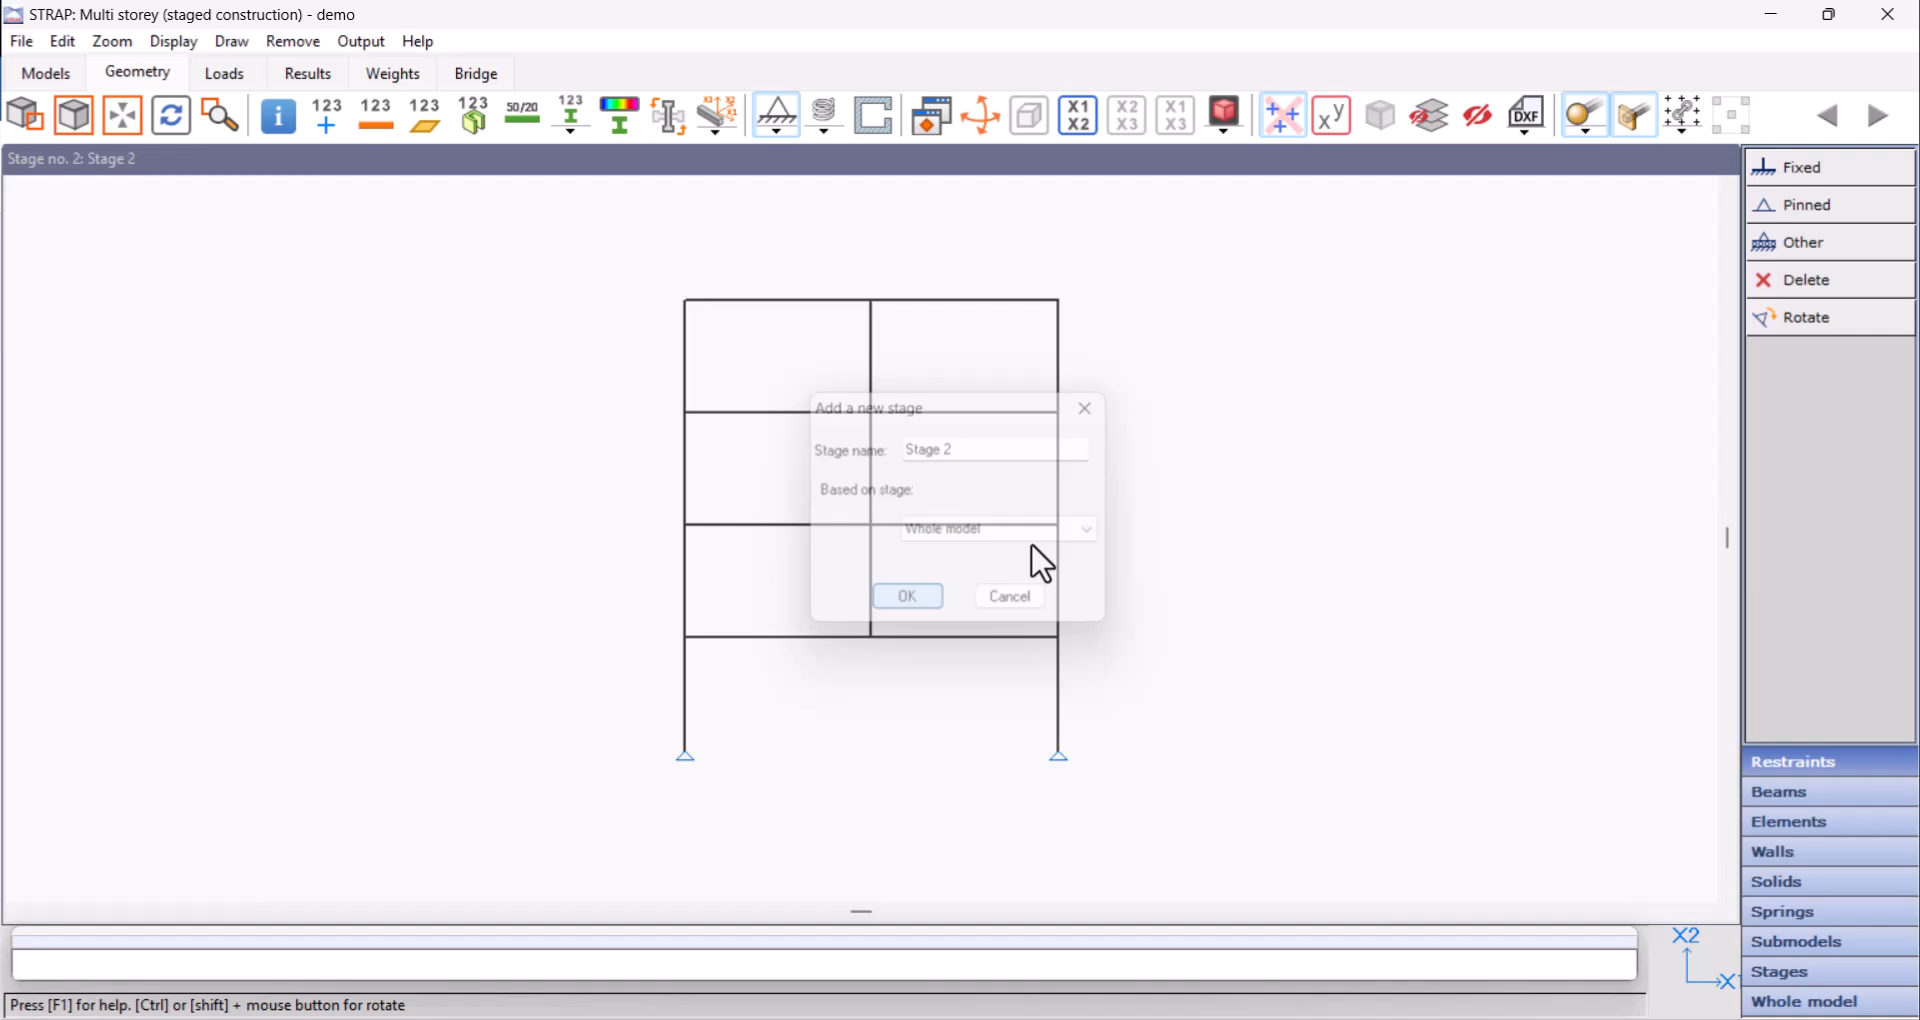 STRAP: Multi storey (staged construction) - demo
File Edit Zoom Display Draw Remove Output Help
Models Geometry Loads Results Weights Bridge
123 123 123 123 50/20 123 X1 X2 X2 X3 X1 X3 xy DXF
Stage no. 2: Stage 2
Fixed
Pinned
Other
Delete
Rotate
Add a new stage
Stage name: Stage 2
Based on stage:
Whole model
OK Cancel
Restraints
Beams
Elements
Walls
Solids
Springs
Submodels
Stages
Whole model
X2
X
Press [F1] for help. [Ctrl] or [shift] + mouse button for rotate